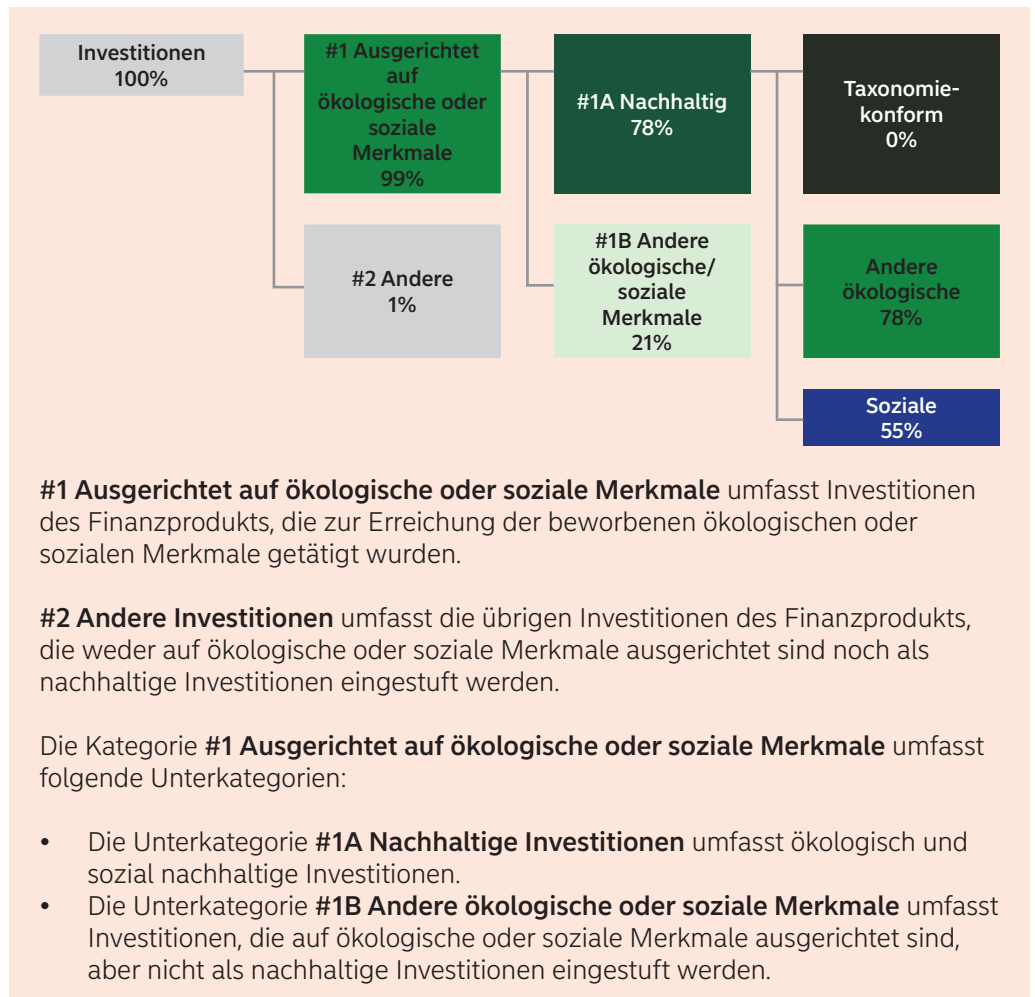 Investitionen
100%
#1 Ausgerichtet
auf
ökologische oder
soziale
Merkmale
99%
#1A Nachhaltig
78%
Taxonomie-
konform
0%
#2 Andere
1%
#1B Andere
ökologische/
soziale
Merkmale
21%
Andere
ökologische
78%
Soziale
55%
#1 Ausgerichtet auf ökologische oder soziale Merkmale umfasst Investitionen
des Finanzprodukts, die zur Erreichung der beworbenen ökologischen oder
sozialen Merkmale getätigt wurden.
#2 Andere Investitionen umfasst die übrigen Investitionen des Finanzprodukts,
die weder auf ökologische oder soziale Merkmale ausgerichtet sind noch als
nachhaltige Investitionen eingestuft werden.
Die Kategorie #1 Ausgerichtet auf ökologische oder soziale Merkmale umfasst
folgende Unterkategorien:
• Die Unterkategorie #1A Nachhaltige Investitionen umfasst ökologisch und
sozial nachhaltige Investitionen.
• Die Unterkategorie #1B Andere ökologische oder soziale Merkmale umfasst
Investitionen, die auf ökologische oder soziale Merkmale ausgerichtet sind,
aber nicht als nachhaltige Investitionen eingestuft werden.